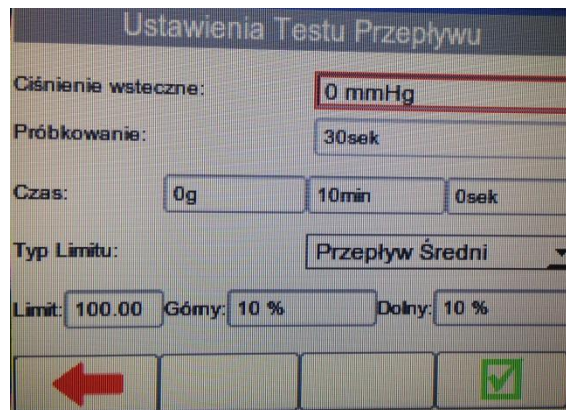 Ustawienia Testu Przepływu
Ciśnienie wsteczne: 0 mmHg
Próbkowanie: 30sek
Czas: 0g 10min 0sek
Typ Limitu: Przepływ Średni
Limit: 100.00 Górny: 10 % Dolny: 10 %